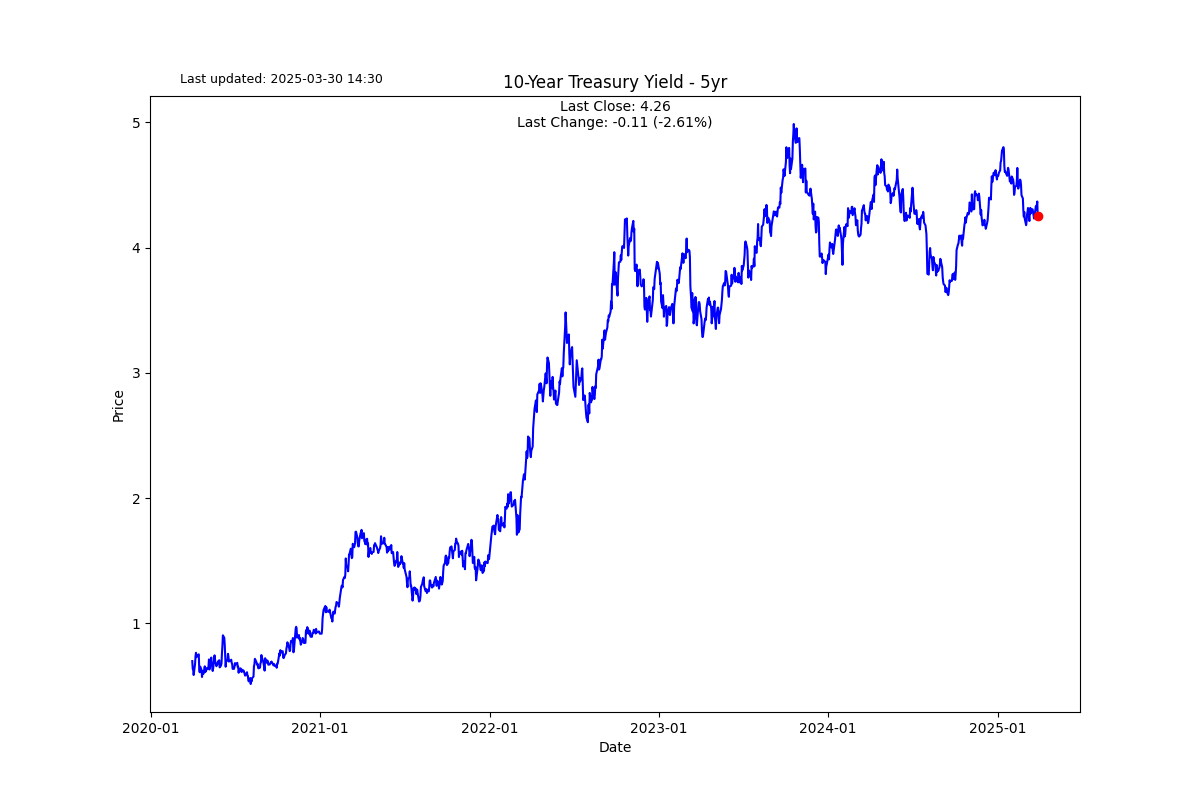 Last updated: 2025-03-30 14:30
10-Year Treasury Yield - 5yr
Last Close: 4.26
Last Change: -0.11 (-2.61%)
5
4
3
2
1
Price
2020-01
2021-01
2022-01
2023-01
2024-01
2025-01
Date